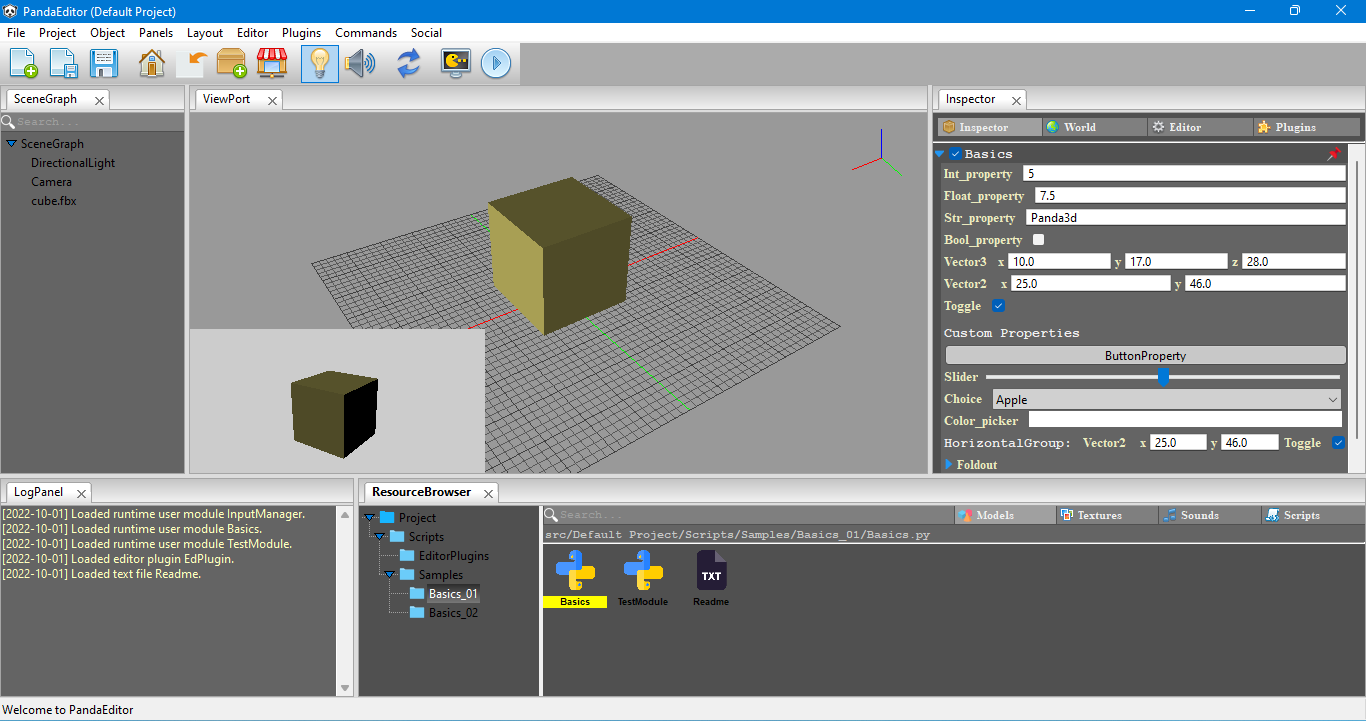 PandaEditor (Default Project)
File Project Object Panels Layout Editor Plugins Commands Social
SceneGraph
Search...
SceneGraph
DirectionalLight
Camera
cube.fbx
ViewPort
Inspector
Inspector World Editor Plugins
Basics
Int_property 5
Float_property 7.5
Str_property Panda3d
Bool_property
Vector3 x 10.0 y 17.0 z 28.0
Vector2 x 25.0 y 46.0
Toggle
Custom Properties
ButtonProperty
Slider
Choice Apple
Color_picker
HorizontalGroup: Vector2 x 25.0 y 46.0 Toggle
Foldout
LogPanel
[2022-10-01] Loaded runtime user module InputManager.
[2022-10-01] Loaded runtime user module Basics.
[2022-10-01] Loaded runtime user module TestModule.
[2022-10-01] Loaded editor plugin EdPlugin.
[2022-10-01] Loaded text file Readme.
ResourceBrowser
Project
Scripts
EditorPlugins
Samples
Basics_01
Basics_02
Search... Models Textures Sounds Scripts
src/Default Project/Scripts/Samples/Basics_01/Basics.py
TXT
Basics TestModule Readme
Welcome to PandaEditor